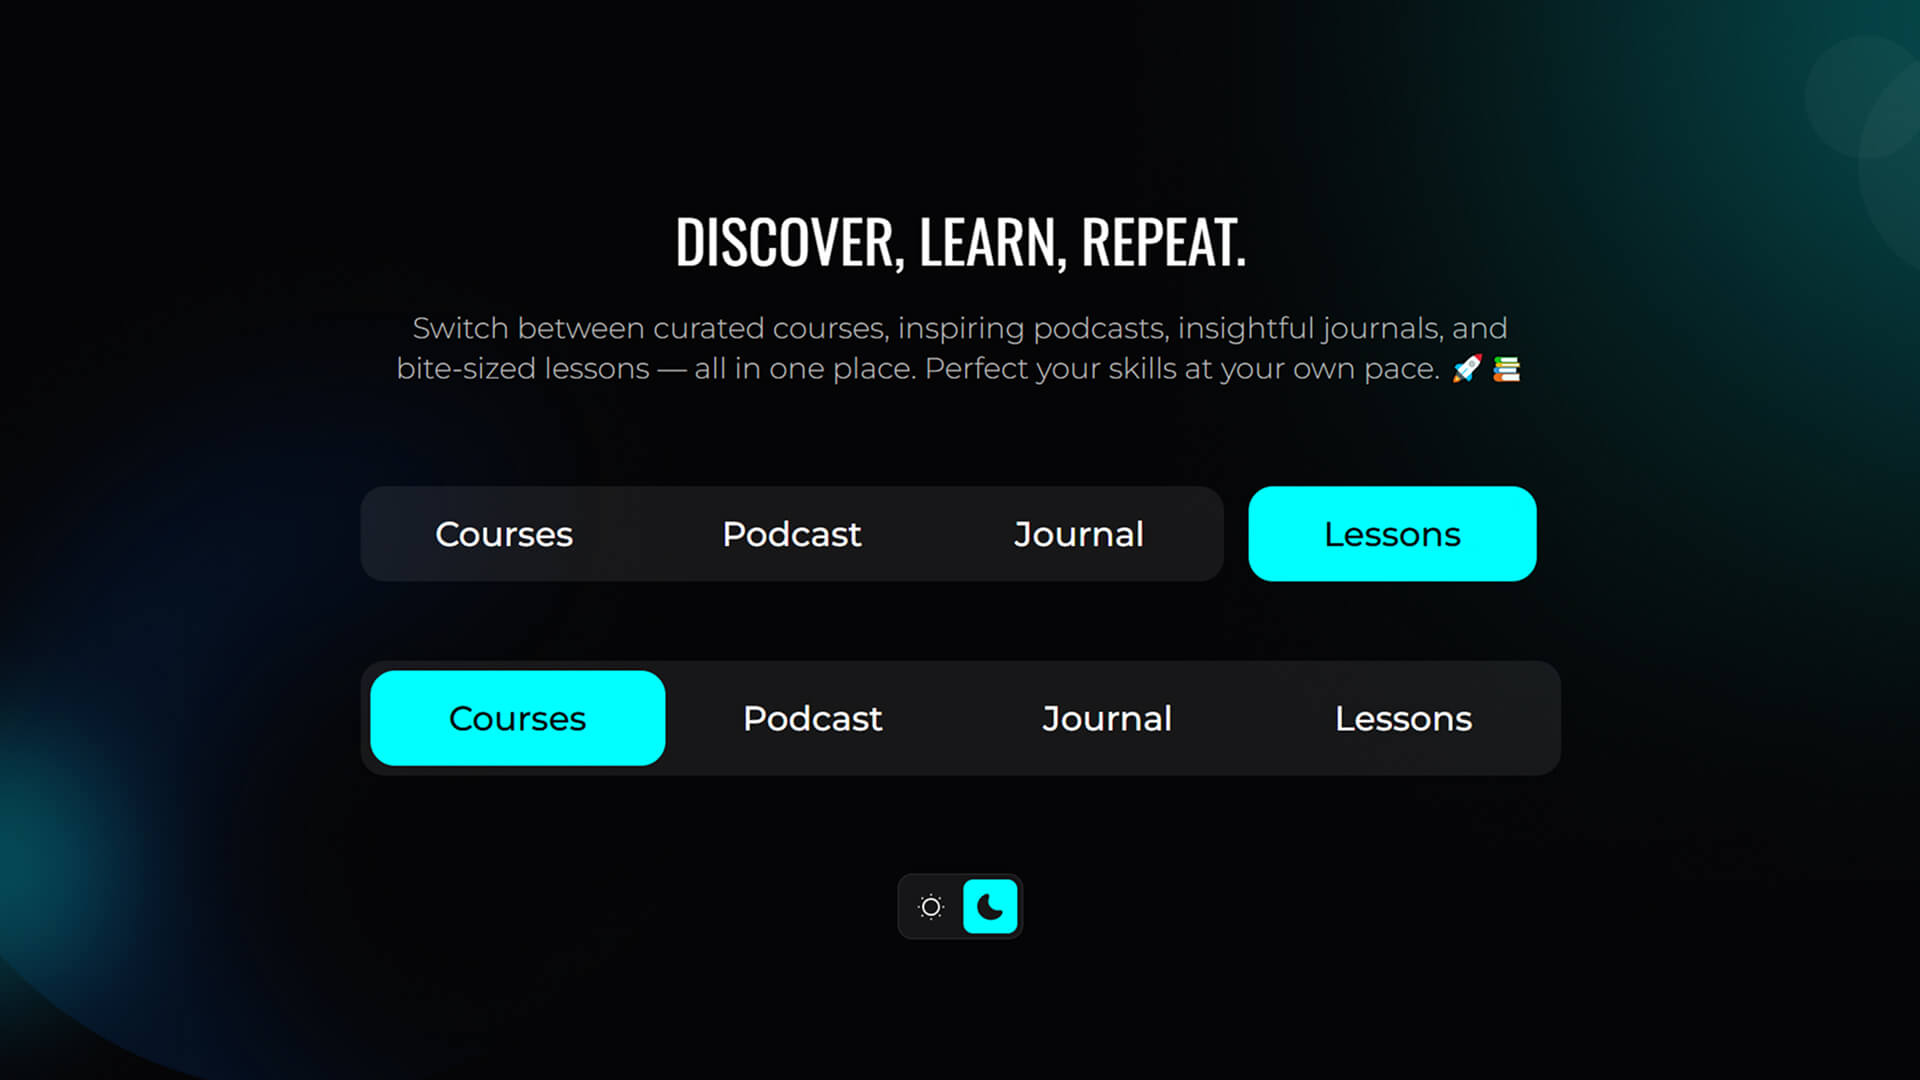 DISCOVER, LEARN, REPEAT.
Switch between curated courses, inspiring podcasts, insightful journals, and
bite-sized lessons — all in one place. Perfect your skills at your own pace. 🚀 📚
Courses Podcast Journal Lessons
Courses Podcast Journal Lessons